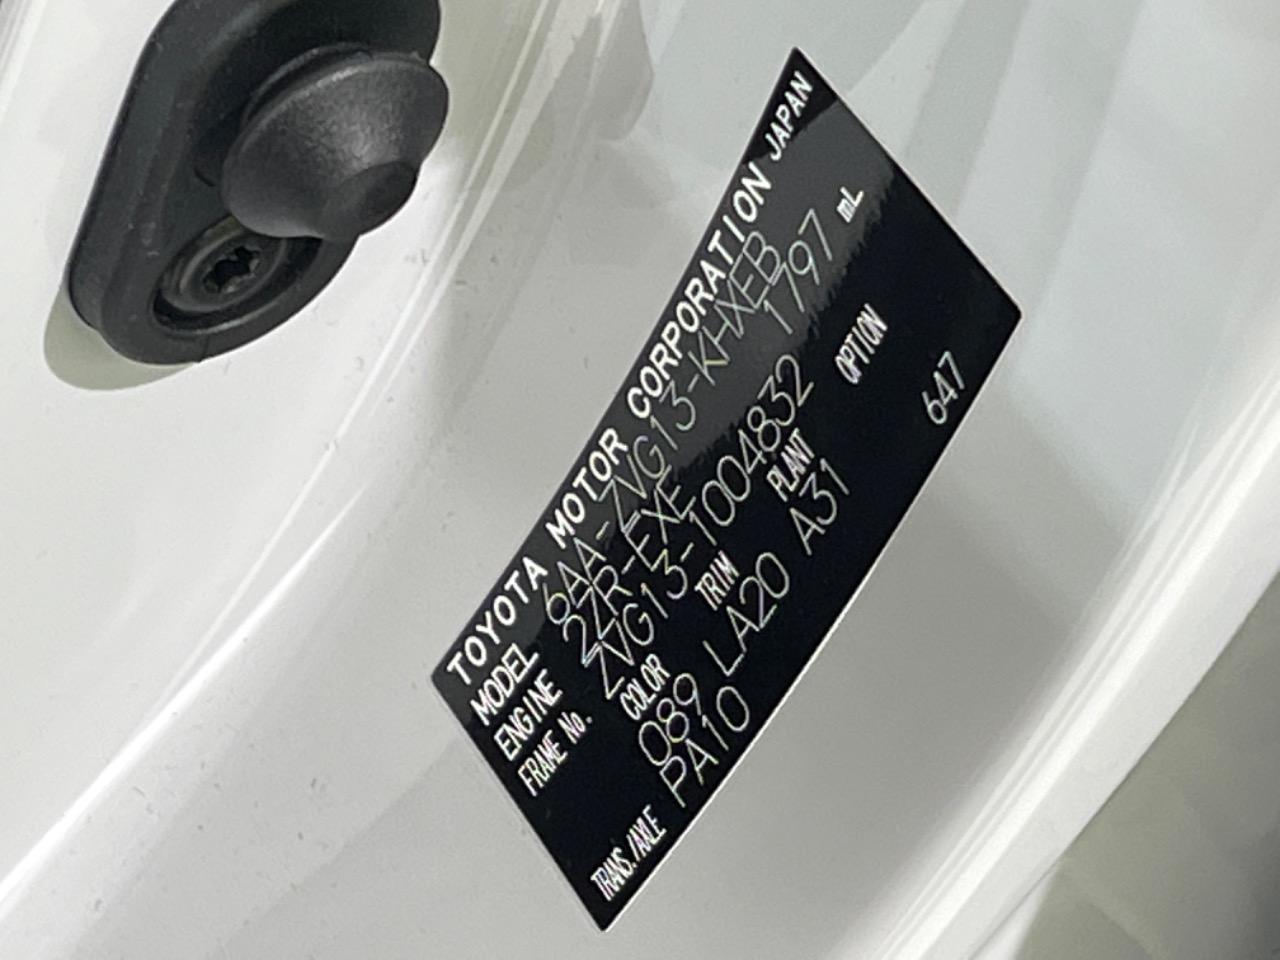 TOYOTA MOTOR CORPORATION JAPAN
MODEL 6AA-ZVG13-KHXEB
ENGINE 2ZR-FXE 1797 mL
FRAME No. ZVG13-1004832
COLOR TRIM PLANT OPTION
089 LA20 A31 647
TRANS./AXLE PA10